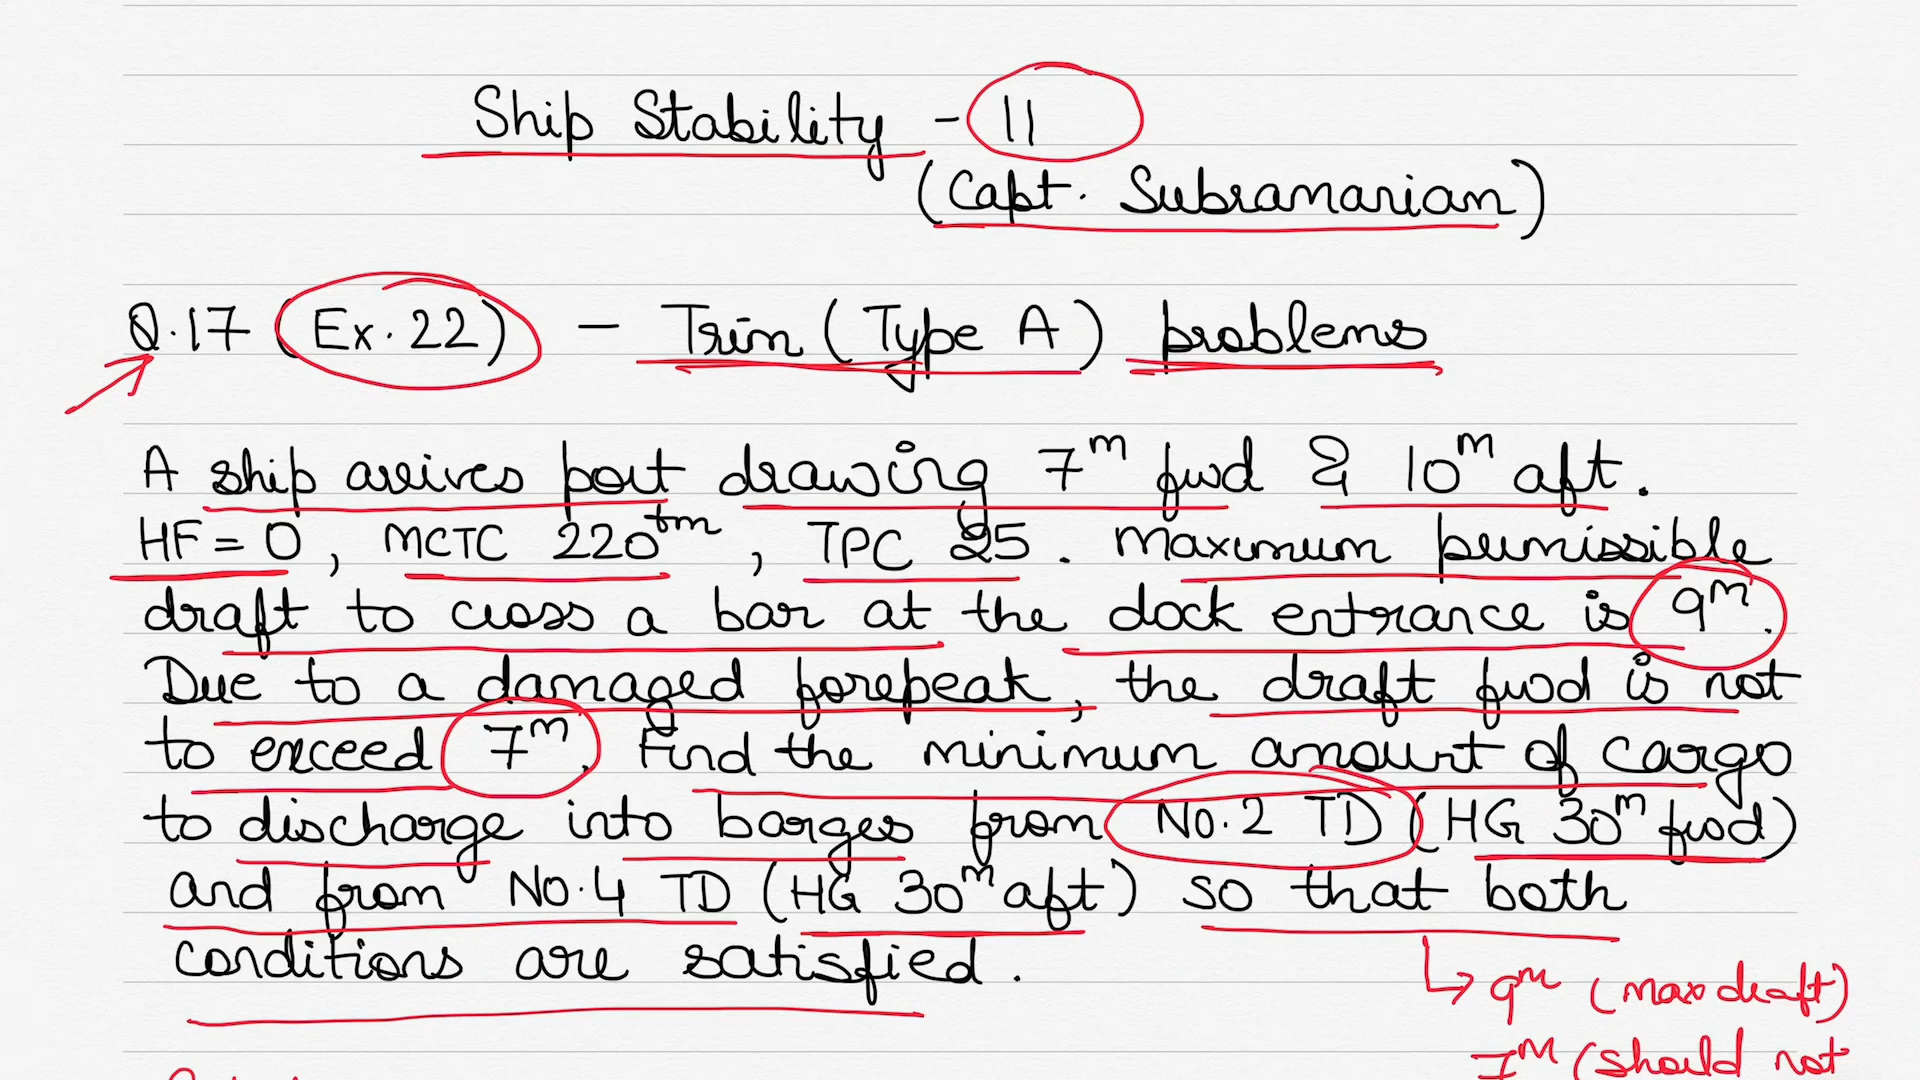 Ship Stability - 11
(Capt. Subramanian)
Q.17 (Ex. 22) - Trim (Type A) problems
A ship arrives port drawing 7m fwd & 10m aft.
HF = 0, MCTC 220tm, TPC 25. Maximum permissible
draft to cross a bar at the dock entrance is 9m.
Due to a damaged forepeak, the draft fwd is not
to exceed 7m. Find the minimum amount of cargo
to discharge into barges from No.2 TD (HG 30m fwd)
and from No.4 TD (HG 30m aft) so that both
conditions are satisfied.
→ 9m (max draft)
7m (should not